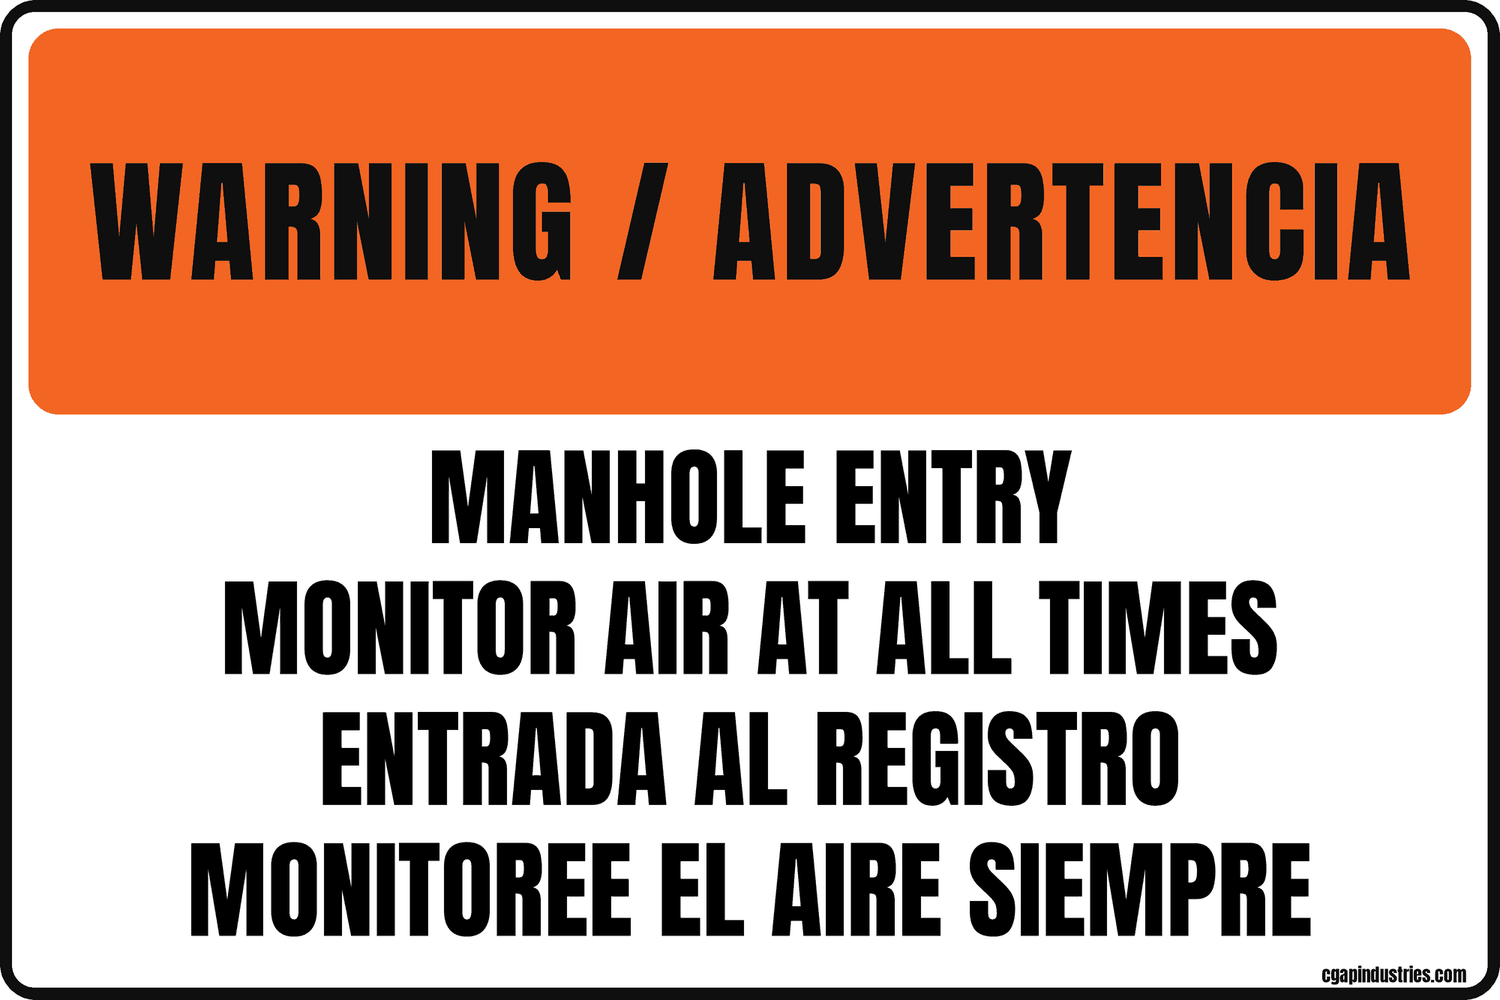 WARNING / ADVERTENCIA
MANHOLE ENTRY
MONITOR AIR AT ALL TIMES
ENTRADA AL REGISTRO
MONITOREE EL AIRE SIEMPRE
cgapindustries.com